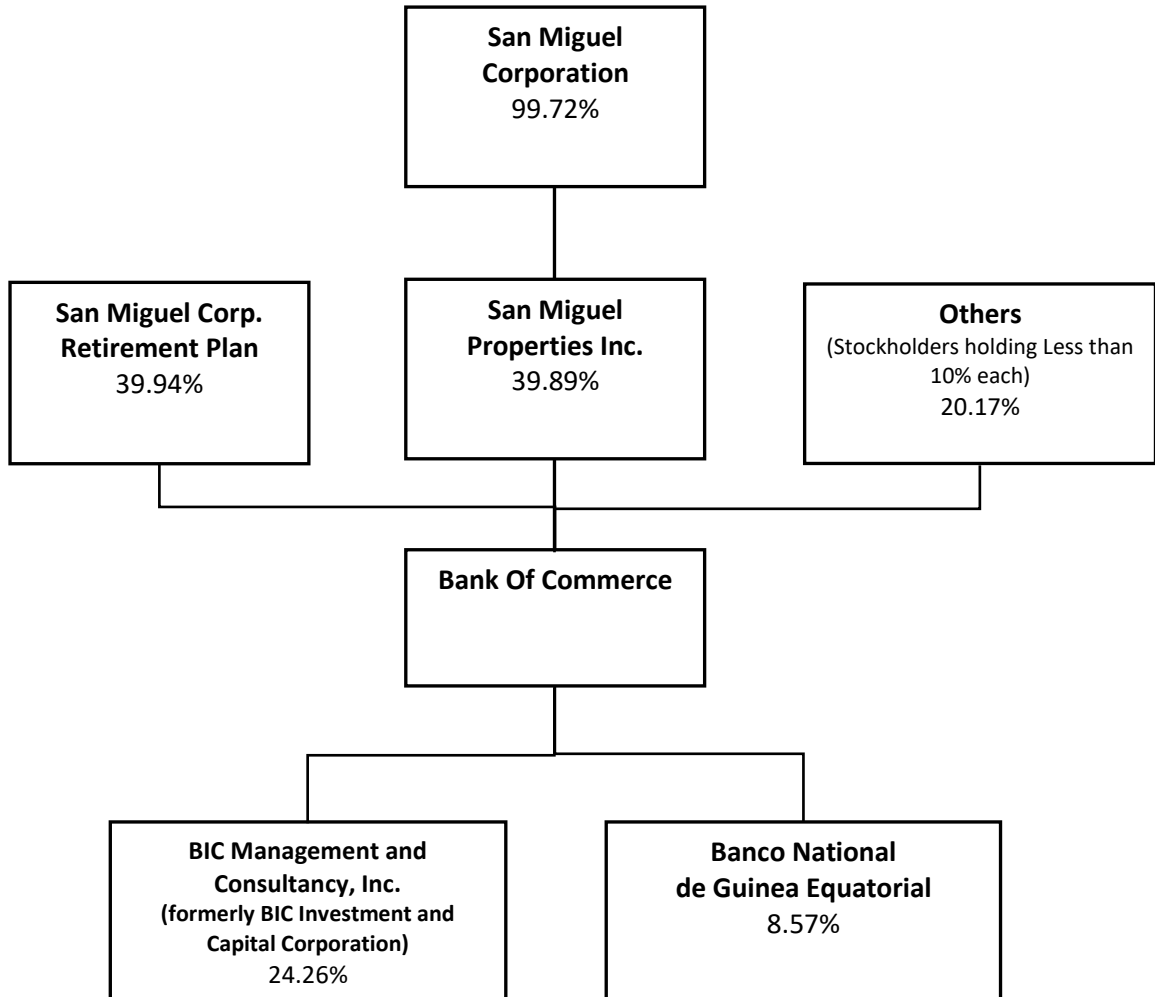 San Miguel
Corporation
99.72%
San Miguel Corp.
Retirement Plan
39.94%
San Miguel
Properties Inc.
39.89%
Others
(Stockholders holding Less than
10% each)
20.17%
Bank Of Commerce
BIC Management and
Consultancy, Inc.
(formerly BIC Investment and
Capital Corporation)
24.26%
Banco National
de Guinea Equatorial
8.57%